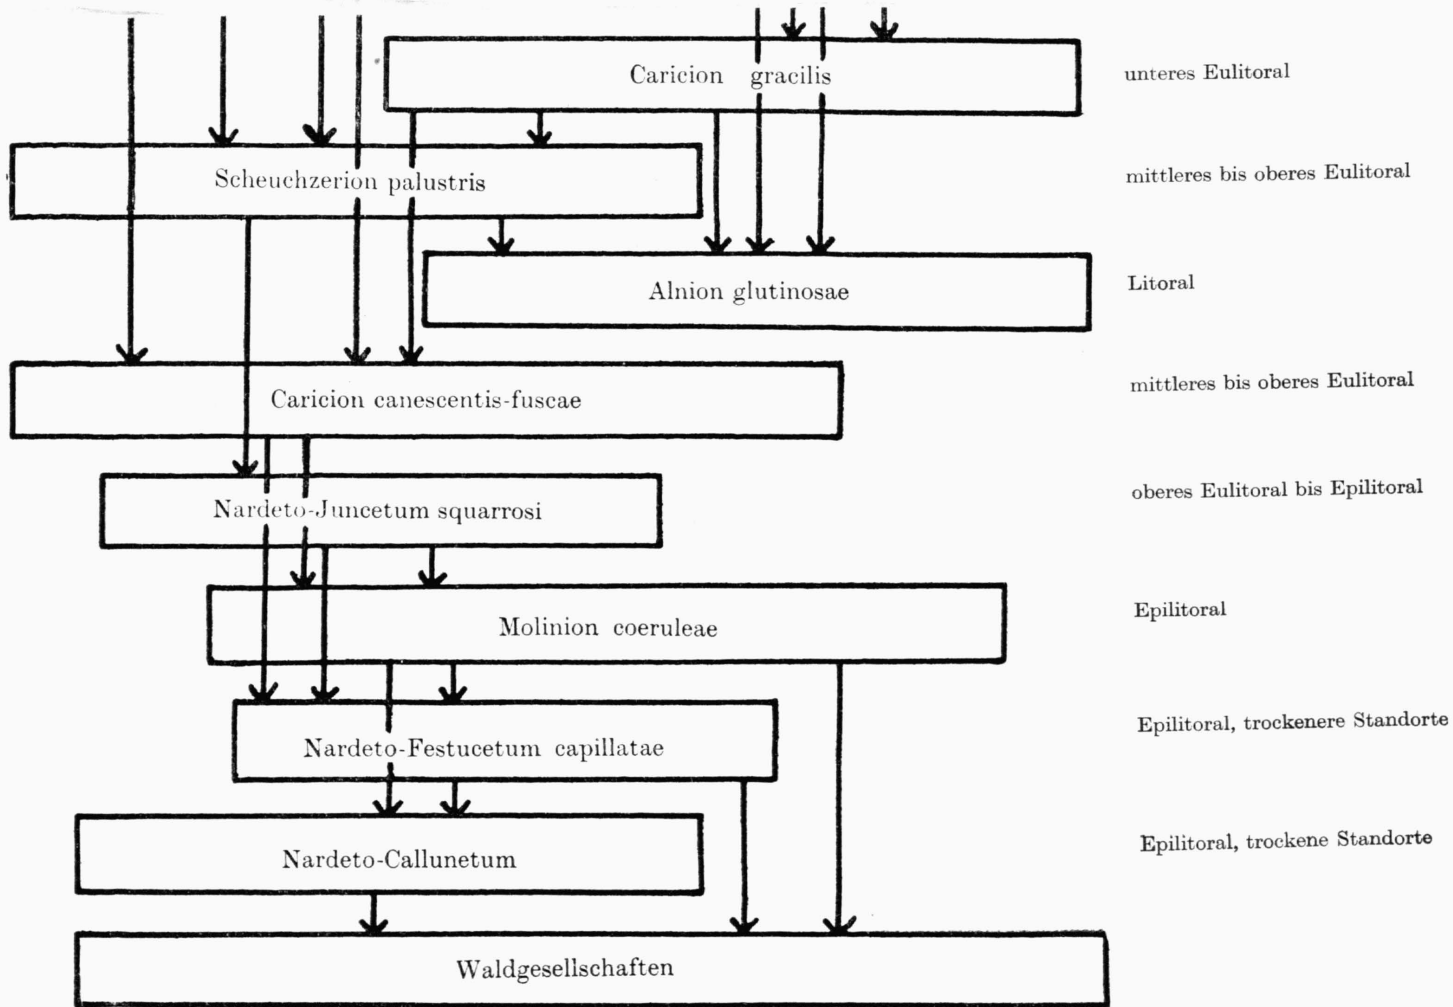 Caricion gracilis
unteres Eulitoral
Scheuchzerion palustris
mittleres bis oberes Eulitoral
Alnion glutinosae
Litoral
Caricion canescentis-fuscae
mittleres bis oberes Eulitoral
Nardeto-Juncetum squarrosi
oberes Eulitoral bis Epilitoral
Molinion coeruleae
Epilitoral
Nardeto-Festucetum capillatae
Epilitoral, trockenere Standorte
Nardeto-Callunetum
Epilitoral, trockene Standorte
Waldgesellschaften